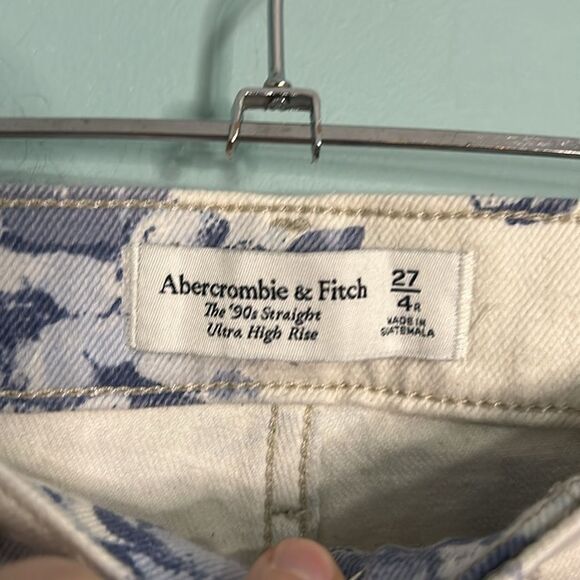 Abercrombie & Fitch
The '90s Straight
Ultra High Rise
27
4R
MADE IN
GUATEMALA